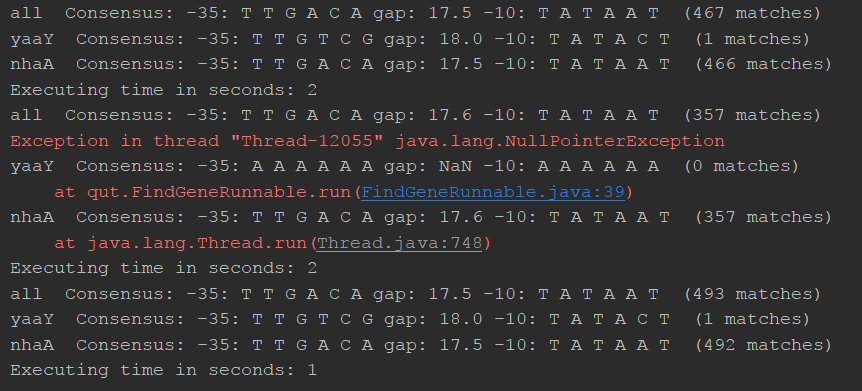 all  Consensus: -35: T T G A C A gap: 17.5 -10: T A T A A T  (467 matches)
yaaY  Consensus: -35: T T G T C G gap: 18.0 -10: T A T A C T  (1 matches)
nhaA  Consensus: -35: T T G A C A gap: 17.5 -10: T A T A A T  (466 matches)
Executing time in seconds: 2
all  Consensus: -35: T T G A C A gap: 17.6 -10: T A T A A T  (357 matches)
Exception in thread "Thread-12055" java.lang.NullPointerException
yaaY  Consensus: -35: A A A A A A gap: NaN -10: A A A A A A  (0 matches)
    at qut.FindGeneRunnable.run(FindGeneRunnable.java:39)
nhaA  Consensus: -35: T T G A C A gap: 17.6 -10: T A T A A T  (357 matches)
    at java.lang.Thread.run(Thread.java:748)
Executing time in seconds: 2
all  Consensus: -35: T T G A C A gap: 17.5 -10: T A T A A T  (493 matches)
yaaY  Consensus: -35: T T G T C G gap: 18.0 -10: T A T A C T  (1 matches)
nhaA  Consensus: -35: T T G A C A gap: 17.5 -10: T A T A A T  (492 matches)
Executing time in seconds: 1